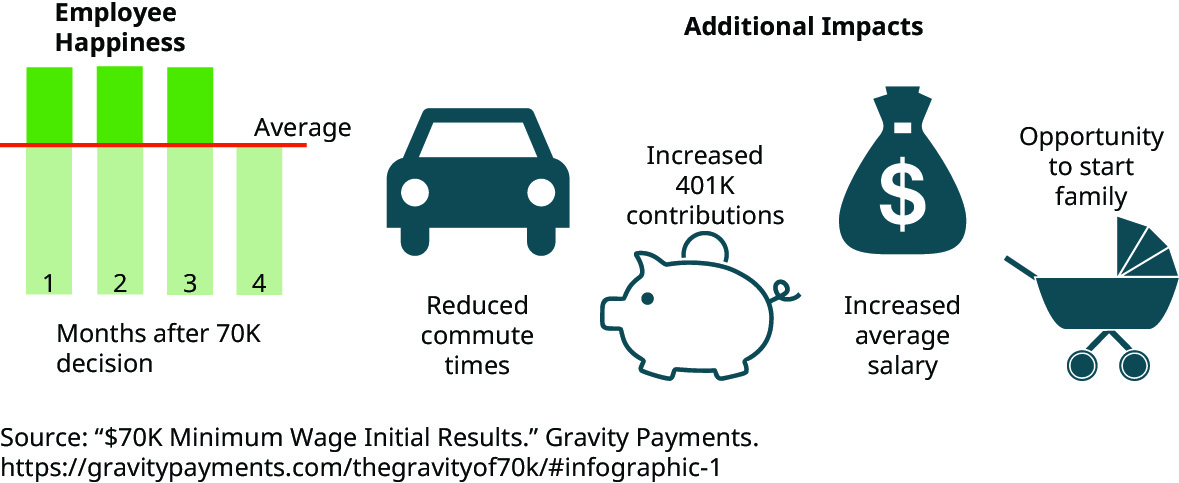 Employee
Happiness
Average
1 2 3 4
Months after 70K
decision
Additional Impacts
Reduced
commute
times
Increased
401K
contributions
$
Increased
average
salary
Opportunity
to start
family
Source: “$70K Minimum Wage Initial Results.” Gravity Payments.
https://gravitypayments.com/thegravityof70k/#infographic-1